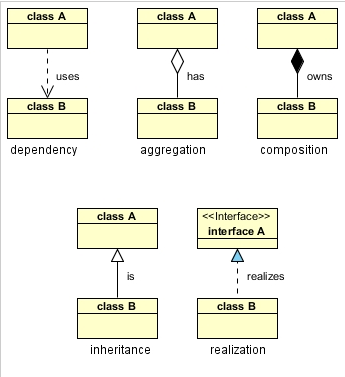 class A
class A
class A
uses
has
owns
class B
class B
class B
dependency
aggregation
composition
class A
<<Interface>>
interface A
is
realizes
class B
class B
inheritance
realization